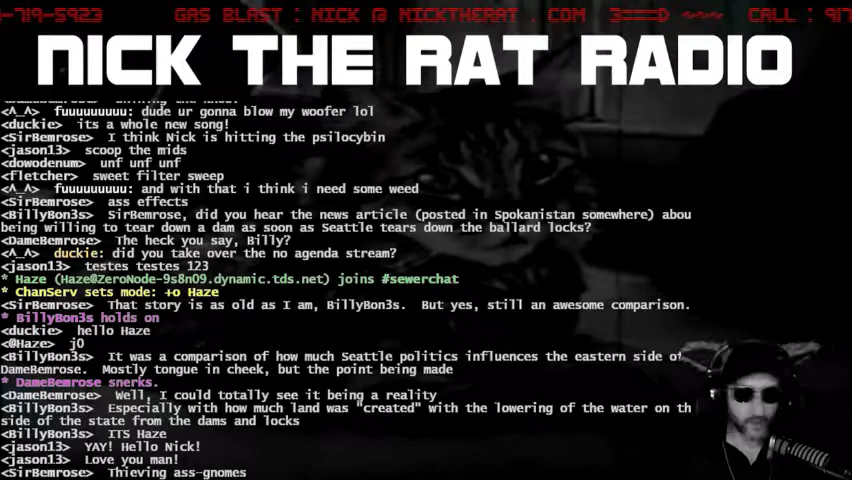 -719-5923 GAS BLAST : NICK @ NICKTHERAT . COM 3===D ~~~~ CALL : 917
NICK THE RAT RADIO
<^_^> fuuuuuuuuu: dude ur gonna blow my woofer lol
<duckie> its a whole new song!
<SirBemrose> I think Nick is hitting the psilocybin
<jason13> scoop the mids
<dowodenum> unf unf unf
<fletcher> sweet filter sweep
<^_^> fuuuuuuuuu: and with that i think i need some weed
<SirBemrose> ass effects
<BillyBon3s> SirBemrose, did you hear the news article (posted in Spokanistan somewhere) abou
being willing to tear down a dam as soon as Seattle tears down the ballard locks?
<DameBemrose> The heck you say, Billy?
<^_^> duckie: did you take over the no agenda stream?
<jason13> testes testes 123
* Haze (Haze@ZeroNode-9s8n09.dynamic.tds.net) joins #sewerchat
* ChanServ sets mode: +o Haze
<SirBemrose> That story is as old as I am, BillyBon3s. But yes, still an awesome comparison.
* BillyBon3s holds on
<duckie> hello Haze
<@Haze> jO
<BillyBon3s> It was a comparison of how much Seattle politics influences the eastern side of
DameBemrose. Mostly tongue in cheek, but the point being made
* DameBemrose snerks.
<DameBemrose> Well, I could totally see it being a reality
<BillyBon3s> Especially with how much land was "created" with the lowering of the water on th
side of the state from the dams and locks
<BillyBon3s> ITS Haze
<jason13> YAY! Hello Nick!
<jason13> Love you man!
<SirBemrose> Thieving ass-gnomes